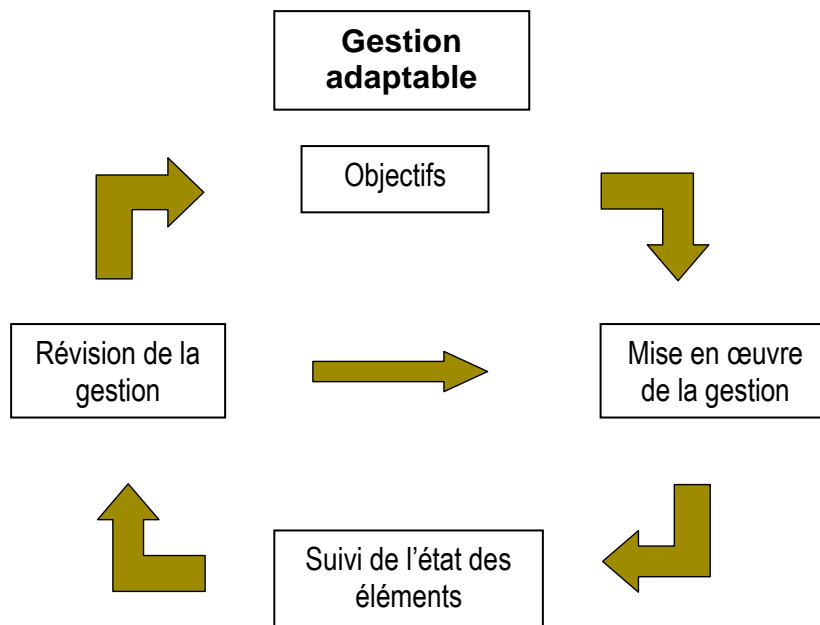 Gestion
adaptable
Objectifs
Révision de la
gestion
Mise en œuvre
de la gestion
Suivi de l’état des
éléments